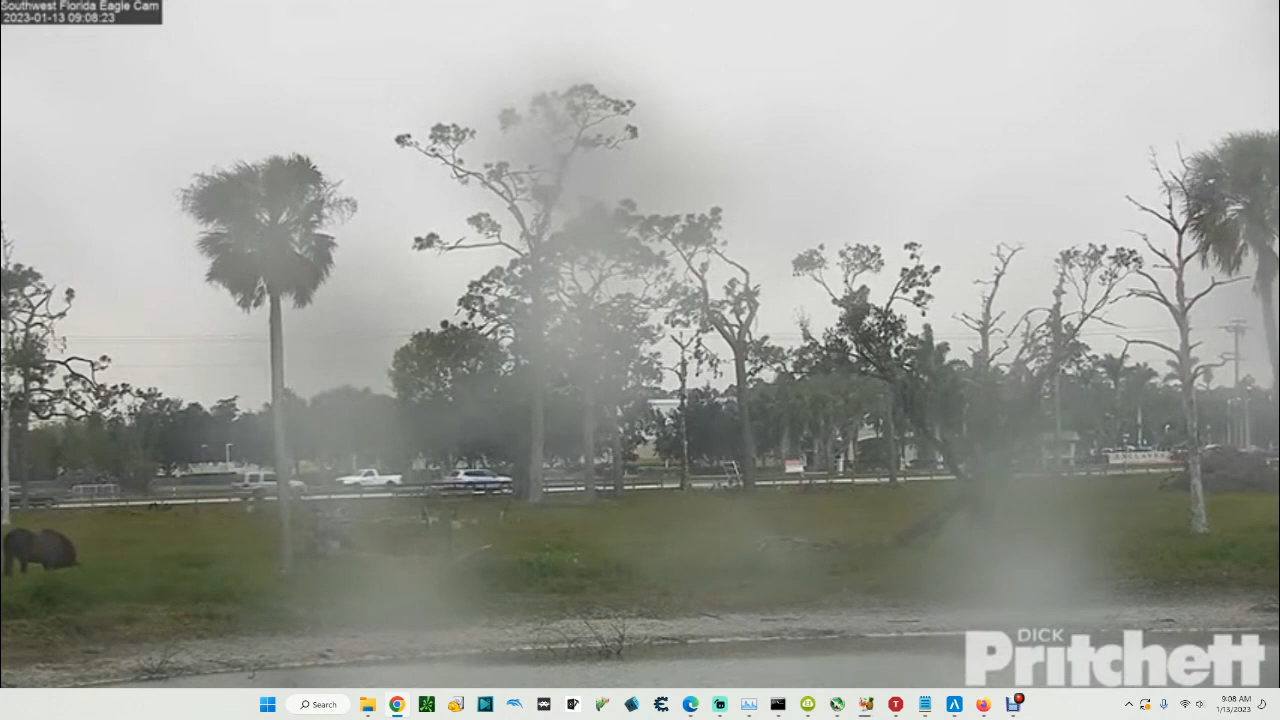 Southwest Florida Eagle Cam
2023-01-13 09:08:23
DICK
Pritchett
Search
9:08 AM
1/13/2023